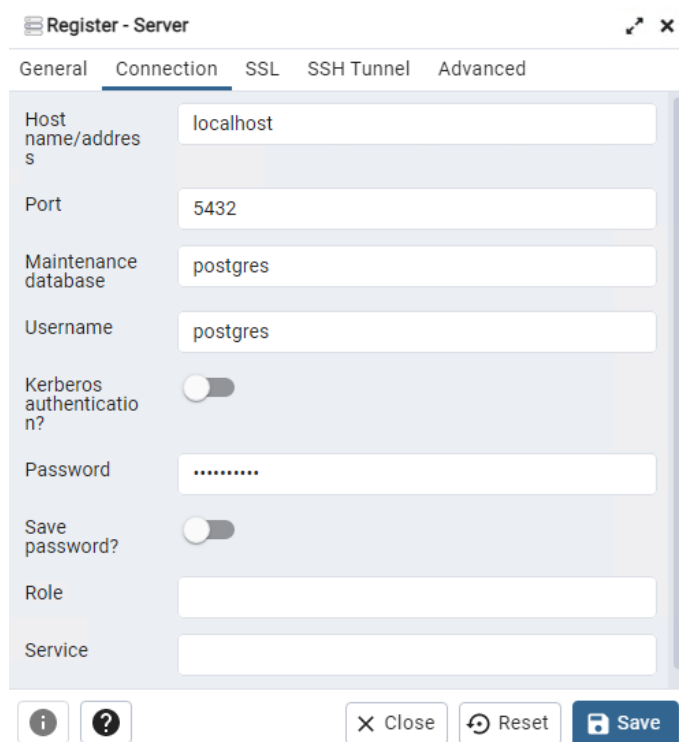 Register - Server
General Connection SSL SSH Tunnel Advanced
Host
name/addres
s
localhost
Port
5432
Maintenance
database
postgres
Username
postgres
Kerberos
authenticatio
n?
Password
••••••••••
Save
password?
Role
Service
Close Reset Save